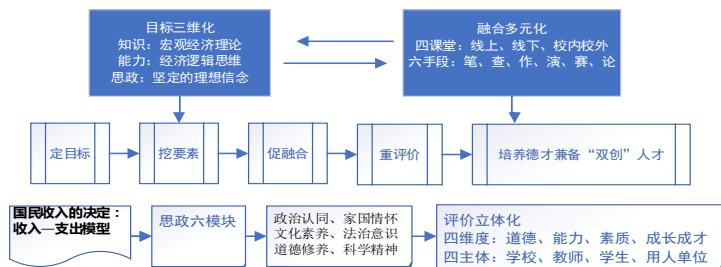 目标三维化
知识：宏观经济理论
能力：经济逻辑思维
思政：坚定的理想信念
融合多元化
四课堂：线上、线下、校内校外
六手段：笔、查、作、演、赛、论
定目标
挖要素
促融合
重评价
培养德才兼备“双创”人才
国民收入的决定：
收入—支出模型
思政六模块
政治认同、家国情怀
文化素养、法治意识
道德修养、科学精神
评价立体化
四维度：道德、能力、素质、成长成才
四主体：学校、教师、学生、用人单位